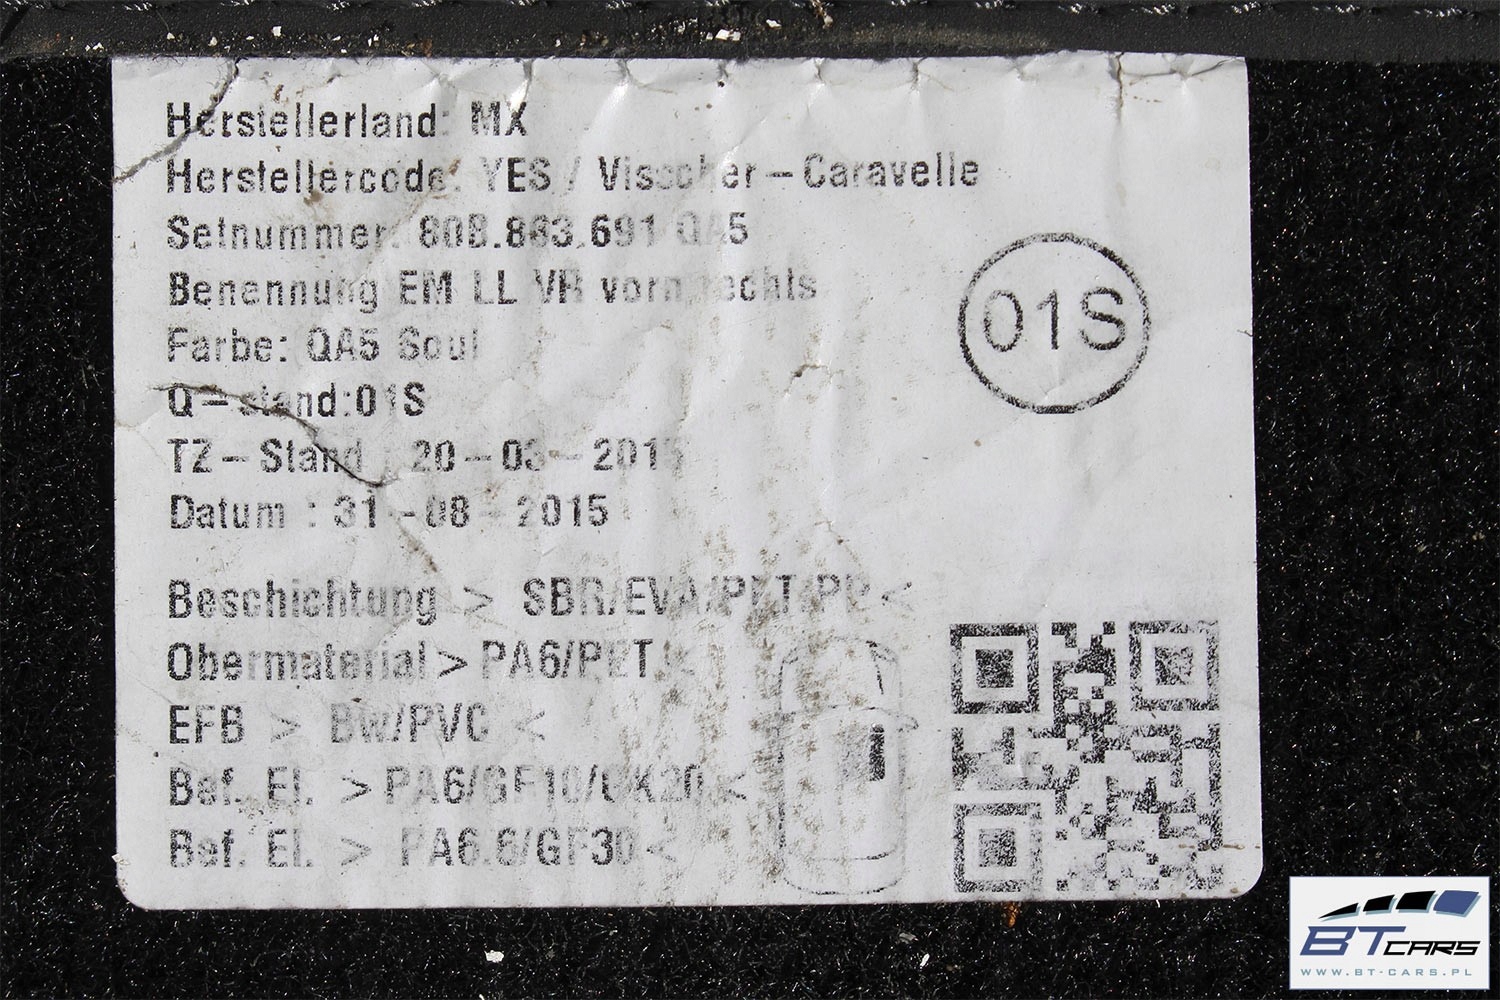 Herstellerland: MX
Herstellercode: YES / Visscher-Caravelle
Setnummer: 80B.863.691 QA5
Benennung EM LL VR vorn rechts
Farbe: QA5 Soul
Q-stand:01S
TZ-Stand : 20-03-2015
Datum : 31-08-2015
01S
Beschichtung > SBR/EVA/PET/PP <
Obermaterial > PA6/PET <
EFB > BW/PVC <
Bef. El. > PA6/GF10/GK20 <
Bef. El. > PA6.6/GF30 <
BT CARS
WWW.BT-CARS.PL